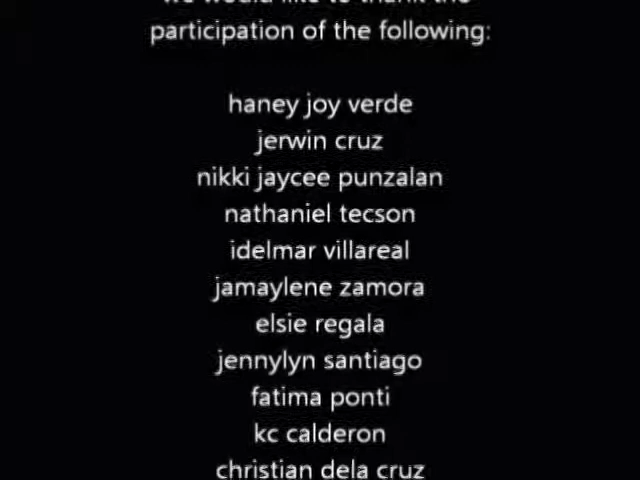 we would like to thank the
participation of the following:
haney joy verde
jerwin cruz
nikki jaycee punzalan
nathaniel tecson
idelmar villareal
jamaylene zamora
elsie regala
jennylyn santiago
fatima ponti
kc calderon
christian dela cruz